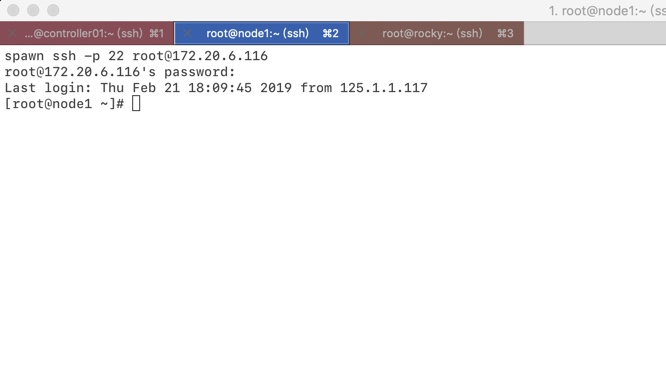 1. root@node1:~ (ss
...@controller01:~ (ssh) ⌘1
root@node1:~ (ssh) ⌘2
root@rocky:~ (ssh) ⌘3
spawn ssh -p 22 root@172.20.6.116
root@172.20.6.116's password:
Last login: Thu Feb 21 18:09:45 2019 from 125.1.1.117
[root@node1 ~]#